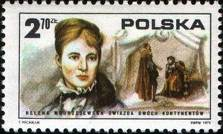 2.70 ZŁ POLSKA
HELENA MODRZEJEWSKA GWIAZDA DWÓCH KONTYNENTÓW